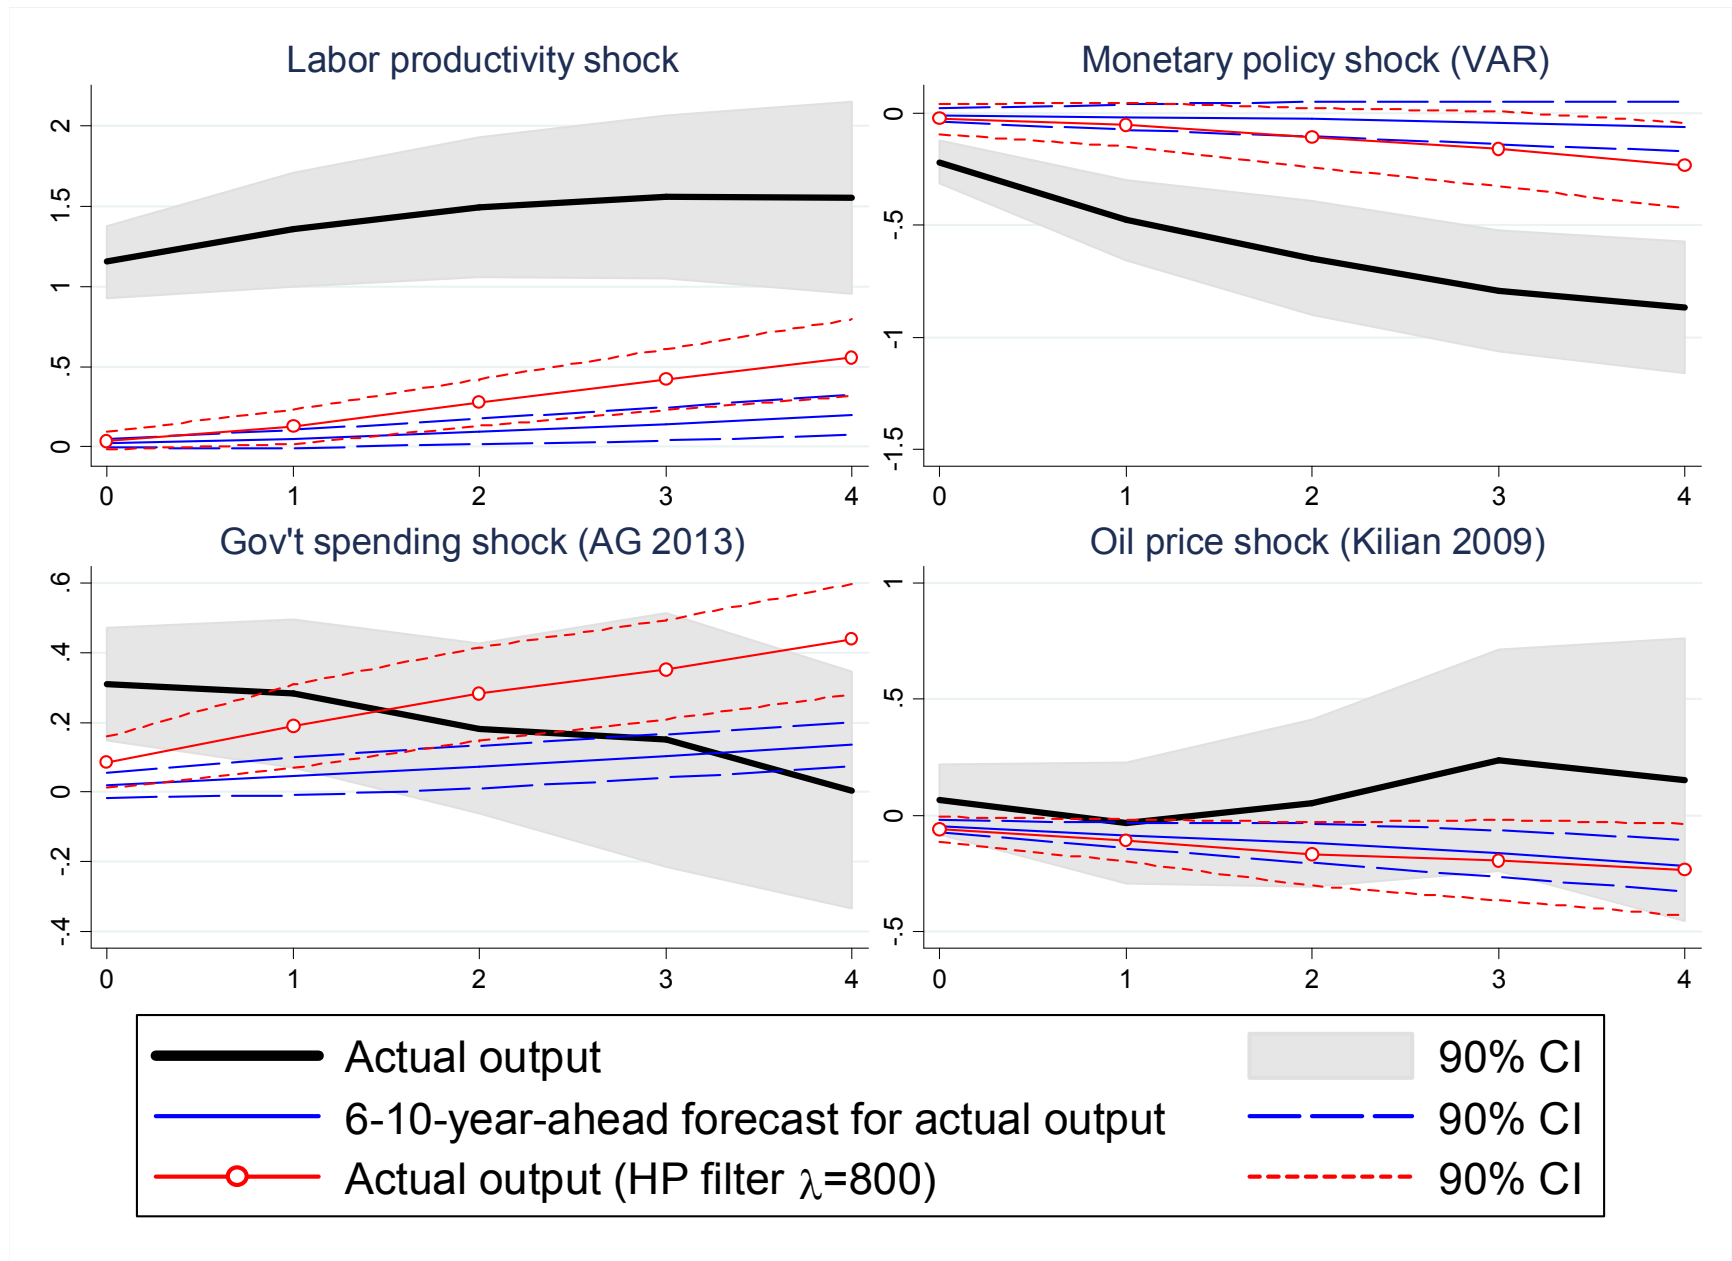 Labor productivity shock
2
1.5
1
.5
0
0 1 2 3 4
Monetary policy shock (VAR)
0
-.5
-1
-1.5
0 1 2 3 4
Gov't spending shock (AG 2013)
.6
.4
.2
0
-.2
-.4
0 1 2 3 4
Oil price shock (Kilian 2009)
1
.5
0
-.5
0 1 2 3 4
Actual output 90% CI
6-10-year-ahead forecast for actual output 90% CI
Actual output (HP filter λ=800) 90% CI